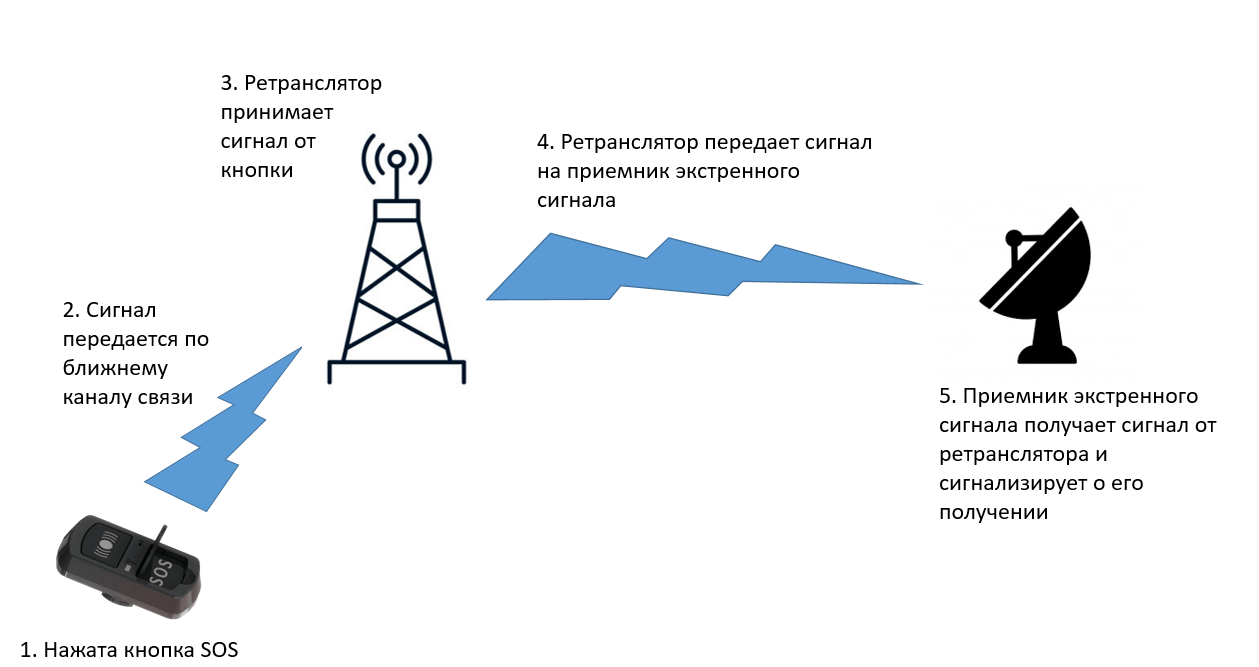 3. Ретранслятор
принимает
сигнал от
кнопки
4. Ретранслятор передает сигнал
на приемник экстренного
сигнала
2. Сигнал
передается по
ближнему
каналу связи
5. Приемник экстренного
сигнала получает сигнал от
ретранслятора и
сигнализирует о его
получении
SOS
1. Нажата кнопка SOS